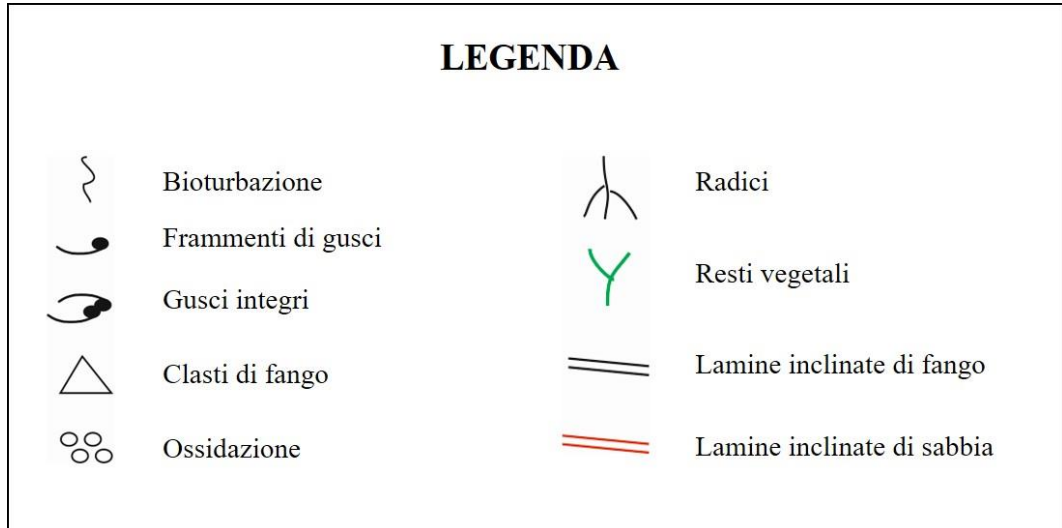 LEGENDA
Bioturbazione
Frammenti di gusci
Gusci integri
Clasti di fango
Ossidazione
Radici
Resti vegetali
Lamine inclinate di fango
Lamine inclinate di sabbia